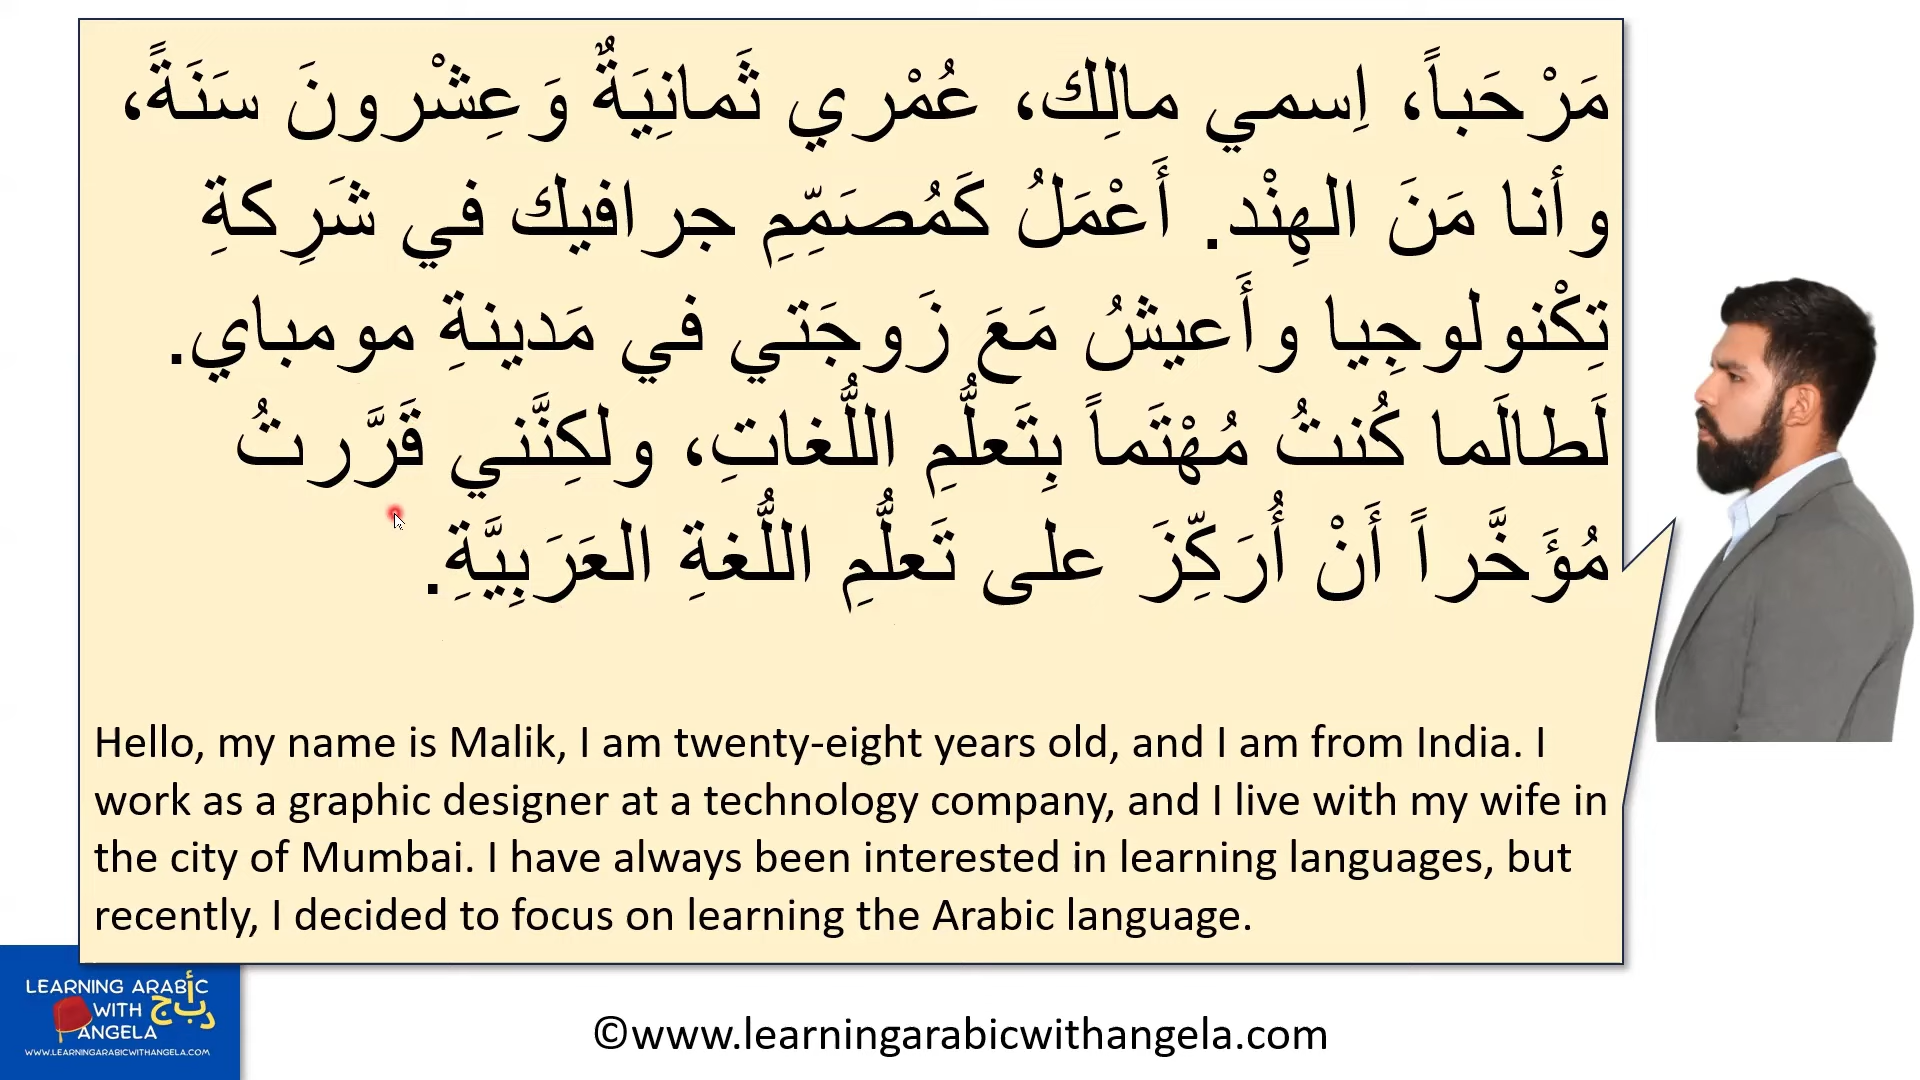 مَرْحَباً، اِسمي مالِك، عُمْري ثَمانِيَةٌ وَعِشْرونَ سَنَةً،
وأنا مَنَ الهِنْد. أَعْمَلُ كَمُصَمِّمِ جرافيك في شَرِكةِ
تِكْنولوجِيا وأَعيشُ مَعَ زَوجَتي في مَدينةِ مومباي.
لَطالَما كُنتُ مُهْتَماً بِتَعلُّمِ اللُّغاتِ، ولكِنَّني قَرَّرتُ
مُؤَخَّراً أَنْ أُرَكِّزَ على تَعلُّمِ اللُّغةِ العَرَبِيَّةِ.
Hello, my name is Malik, I am twenty-eight years old, and I am from India. I
work as a graphic designer at a technology company, and I live with my wife in
the city of Mumbai. I have always been interested in learning languages, but
recently, I decided to focus on learning the Arabic language.
LEARNING ARABIC
WITH أبج
ANGELA
WWW.LEARNINGARABICWITHANGELA.COM
©www.learningarabicwithangela.com